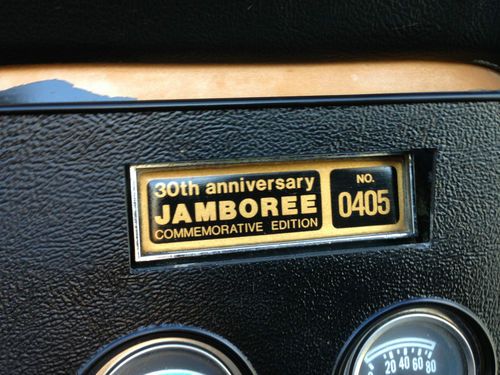 30th anniversary
JAMBOREE
COMMEMORATIVE EDITION
NO.
0405
20 40 60 80